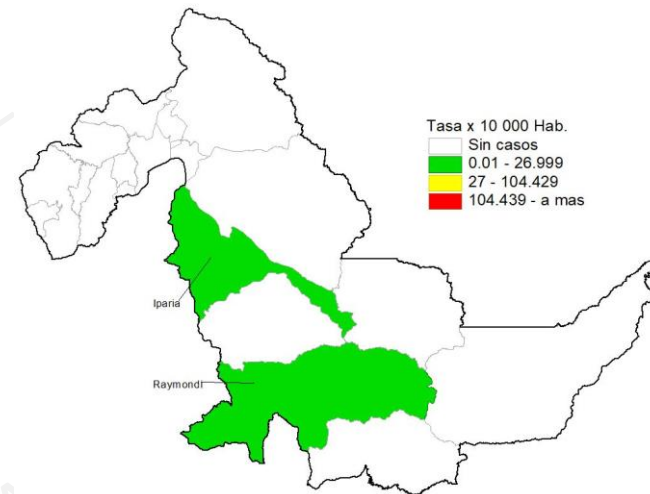 Tasa x 10 000 Hab.
Sin casos
0.01 - 26.999
27 - 104.429
104.439 - a mas
Iparia
Raymondi